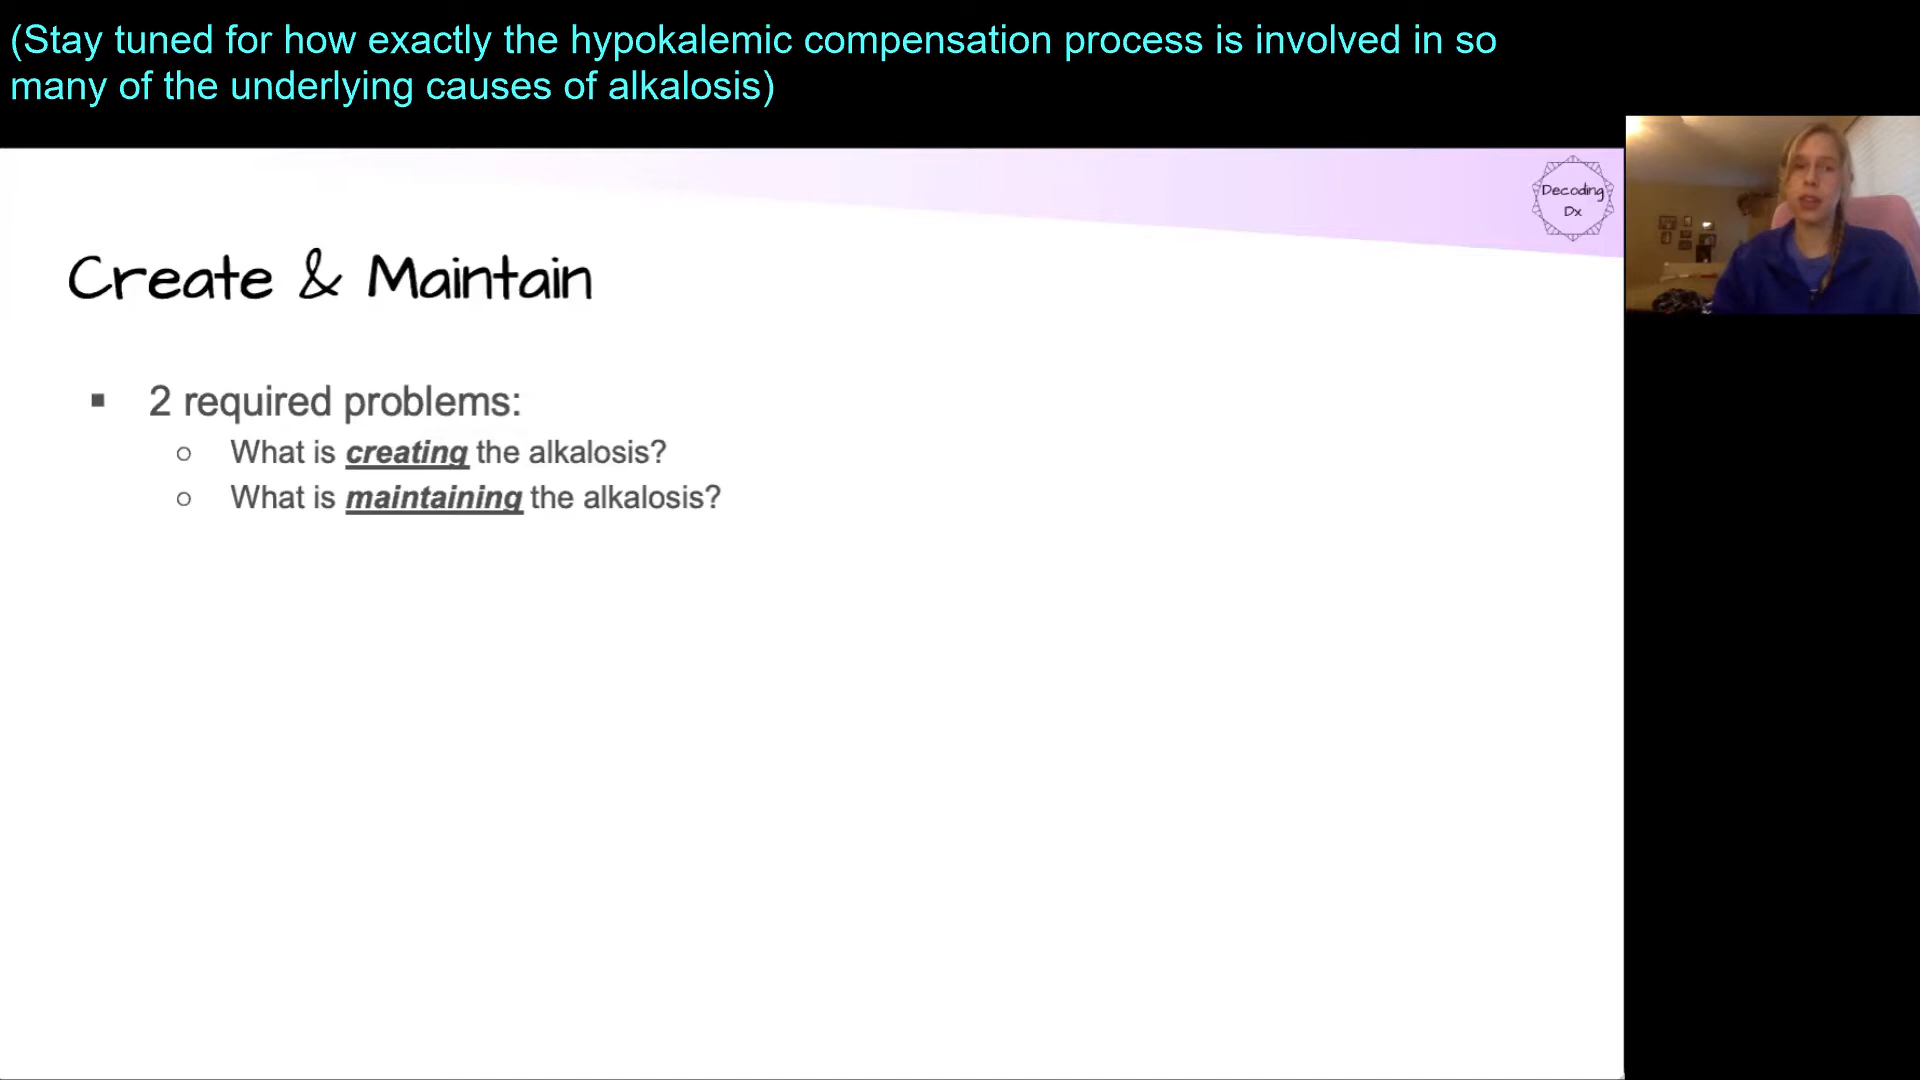 (Stay tuned for how exactly the hypokalemic compensation process is involved in so
many of the underlying causes of alkalosis)
Decoding
Dx
Create & Maintain
▪ 2 required problems:
○ What is creating the alkalosis?
○ What is maintaining the alkalosis?